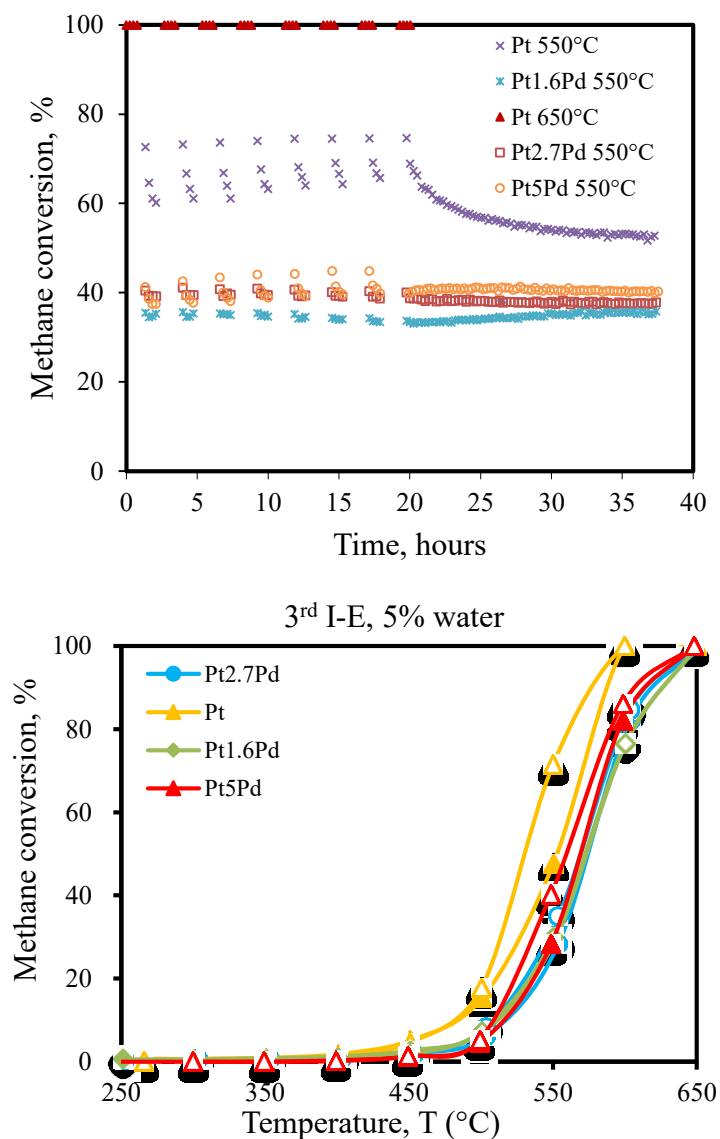 100
80
60
40
20
0
Methane conversion, %
Pt 550°C
Pt1.6Pd 550°C
Pt 650°C
Pt2.7Pd 550°C
Pt5Pd 550°C
0 5 10 15 20 25 30 35 40
Time, hours
3rd I-E, 5% water
100
80
60
40
20
0
Methane conversion, %
Pt2.7Pd
Pt
Pt1.6Pd
Pt5Pd
250 350 450 550 650
Temperature, T (°C)